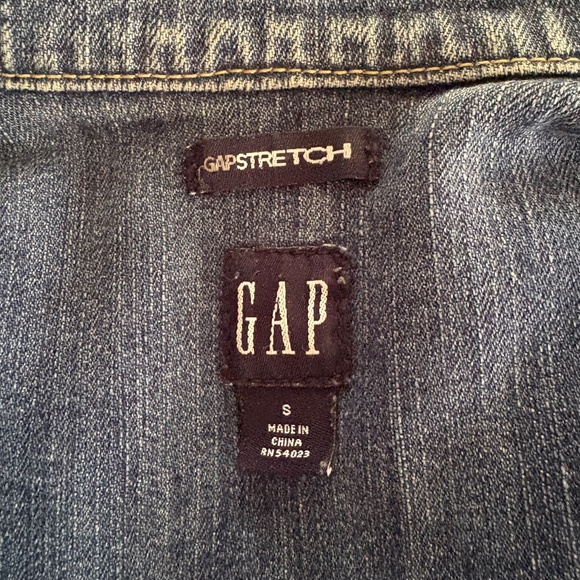 GAPSTRETCH
GAP
S
MADE IN
CHINA
RN54023